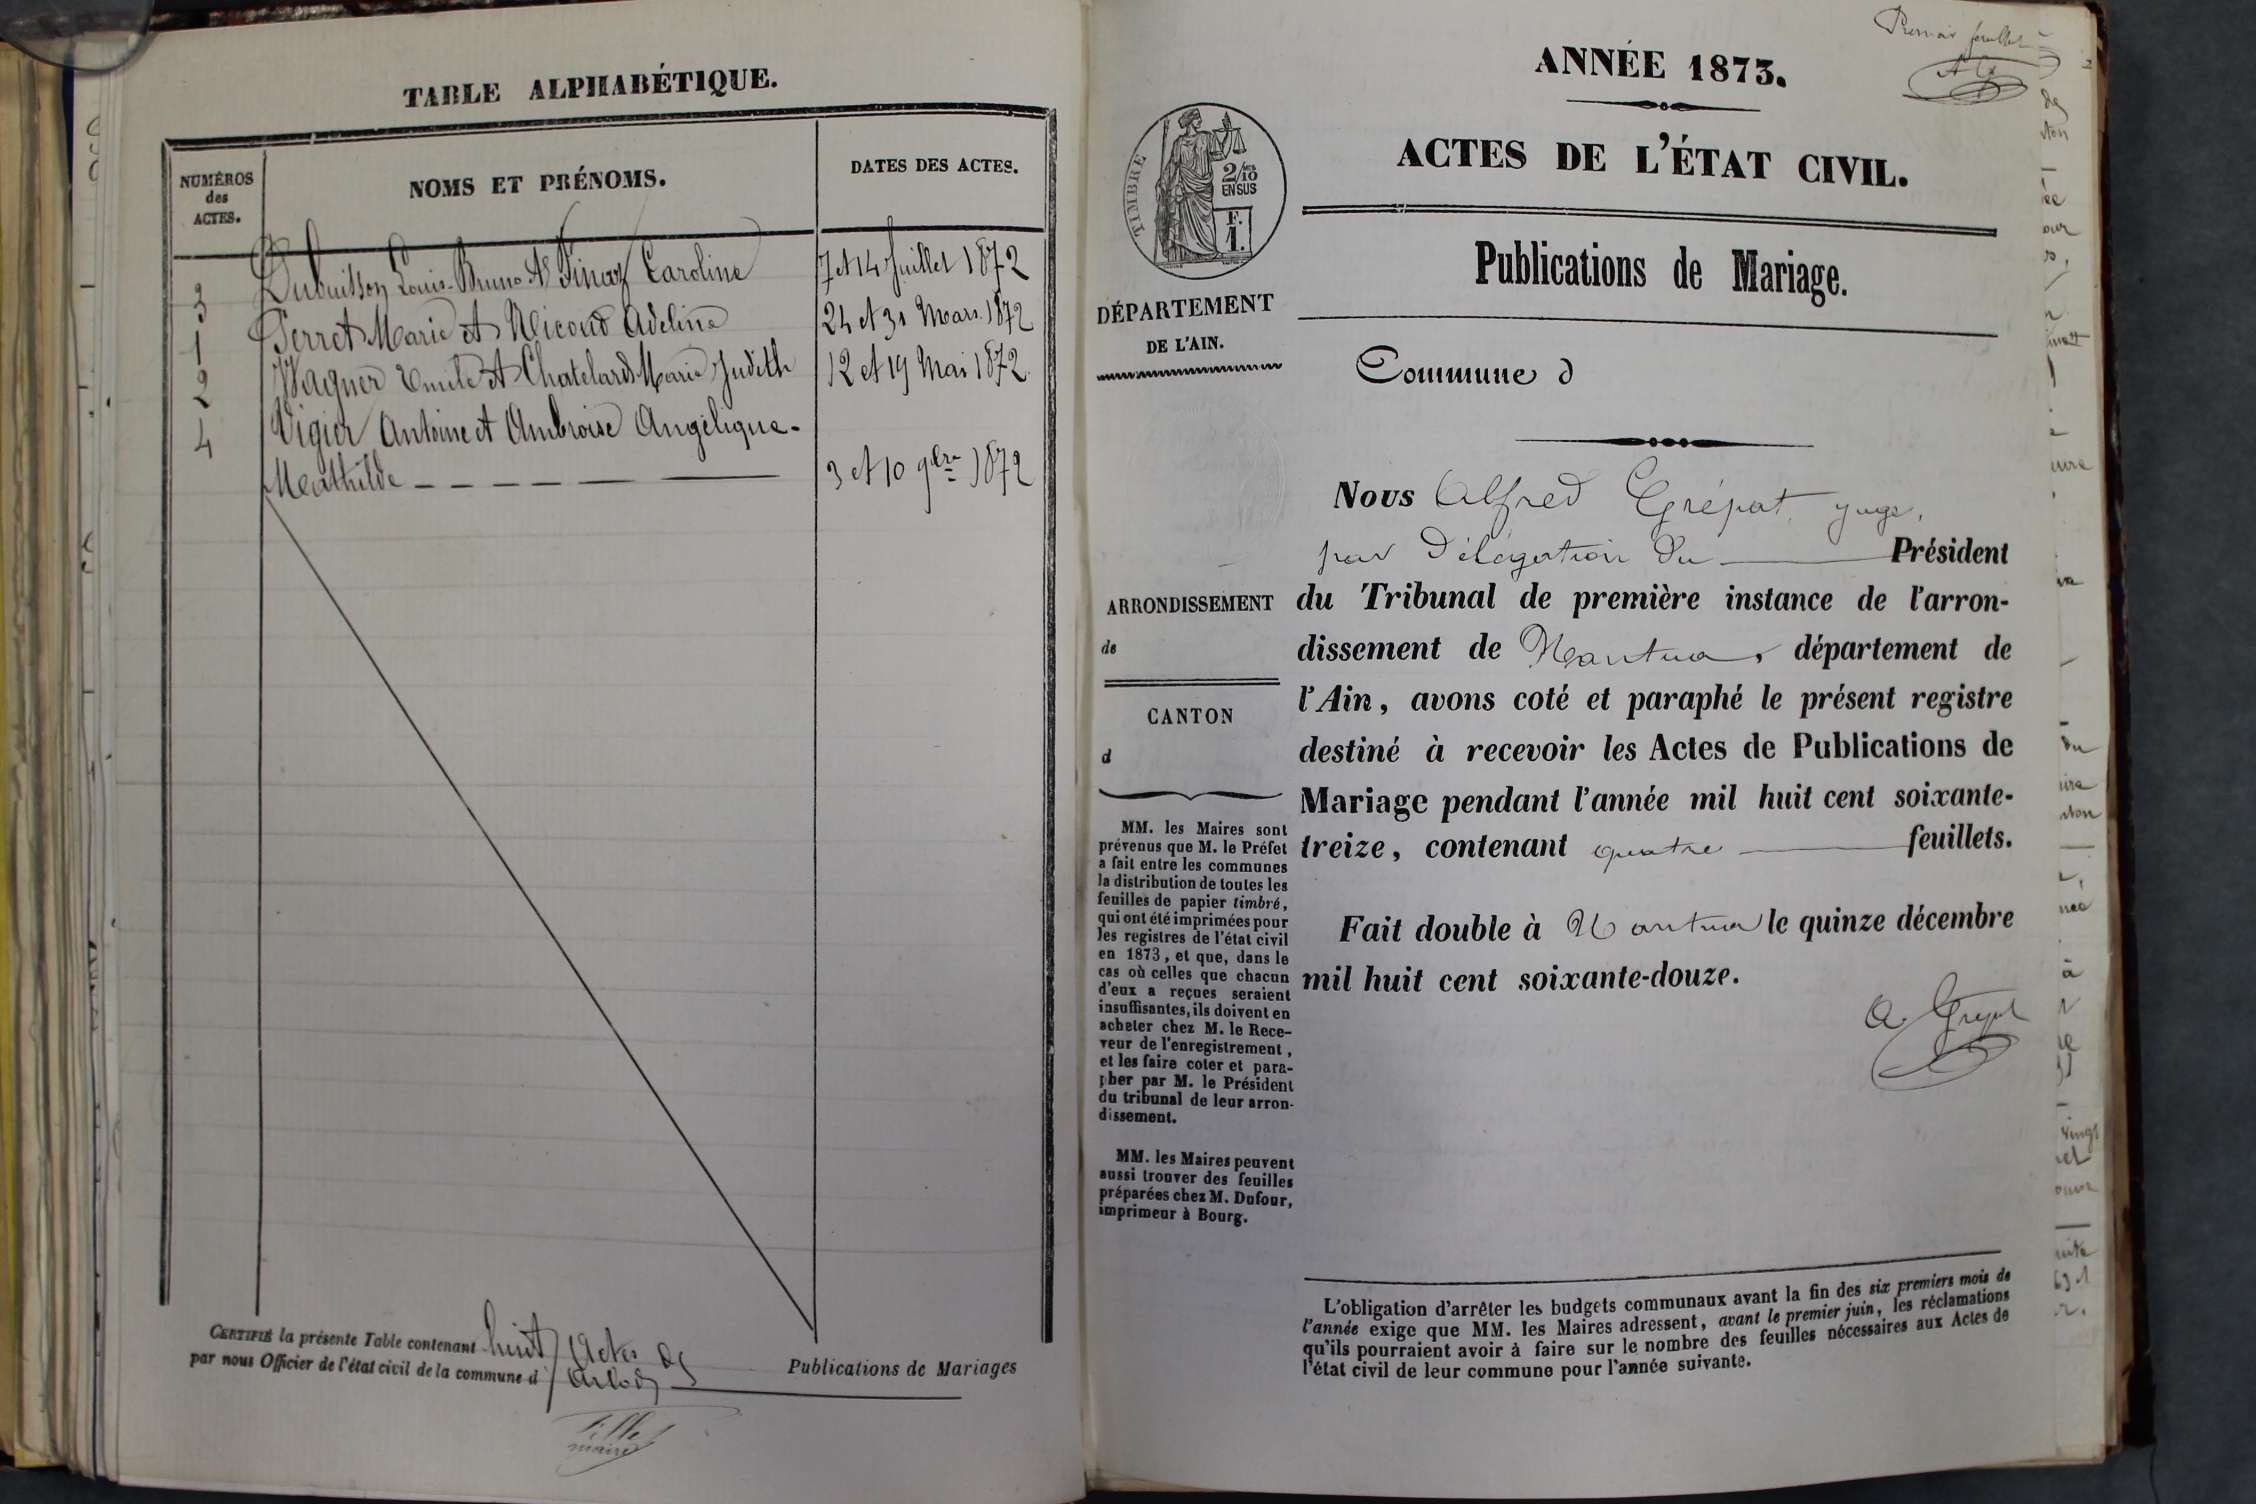 TABLE ALPHABÉTIQUE.
NUMÉROS
des
ACTES.
NOMS ET PRÉNOMS.
DATES DES ACTES.
3 Dubuisson Louis Bruno et Pinaz Caroline 7 et 14 Juillet 1872
1 Perret Marie et Nicoud Adeline 24 et 31 Mars 1872
2 Wagner Emile et Chatelard Marie Judith 12 et 19 Mai 1872
4 Vigier Antoine et Ambroise Angélique-
Mathilde 3 et 10 9bre 1872
CERTIFIÉ la présente Table contenant huit Actes de Publications de Mariages
par nous Officier de l'état civil de la commune d'Arlod
maire
Premier feuillet
ANNÉE 1873.
ACTES DE L'ÉTAT CIVIL.
Publications de Mariage.
TIMBRE
2/10
EN SUS
F.
1.
DÉPARTEMENT
DE L'AIN.
Commune d
ARRONDISSEMENT
de
CANTON
d
MM. les Maires sont
prévenus que M. le Préfet
a fait entre les communes
la distribution de toutes les
feuilles de papier timbré,
qui ont été imprimées pour
les registres de l'état civil
en 1873, et que, dans le
cas où celles que chacun
d'eux a reçues seraient
insuffisantes, ils doivent en
acheter chez M. le Rece-
veur de l'enregistrement,
et les faire coter et para-
pher par M. le Président
du tribunal de leur arron-
dissement.
MM. les Maires peuvent
aussi trouver des feuilles
préparées chez M. Dufour,
imprimeur à Bourg.
Nous Alfred Grépat, juge,
par délégation du Président
du Tribunal de première instance de l'arron-
dissement de Nantua, département de
l'Ain, avons coté et paraphé le présent registre
destiné à recevoir les Actes de Publications de
Mariage pendant l'année mil huit cent soixante-
treize, contenant quatre feuillets.
Fait double à Nantua le quinze décembre
mil huit cent soixante-douze.
A. Grépat
L'obligation d'arrêter les budgets communaux avant la fin des six premiers mois de
l'année exige que MM. les Maires adressent, avant le premier juin, les réclamations
qu'ils pourraient avoir à faire sur le nombre des feuilles nécessaires aux Actes de
l'état civil de leur commune pour l'année suivante.